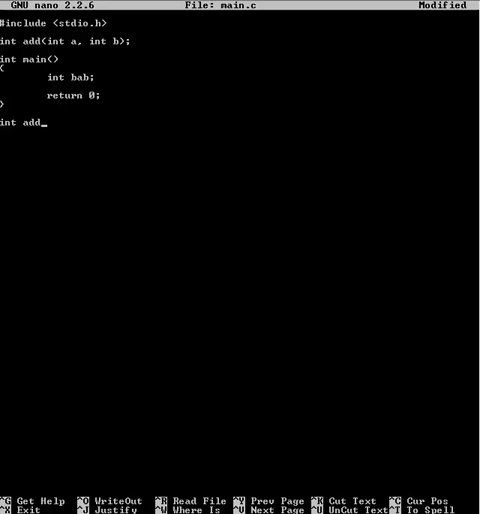 GNU nano 2.2.6 File: main.c Modified
#include <stdio.h>
int add(int a, int b);
int main()
{
int bab;
return 0;
}
int add_
^G Get Help ^O WriteOut ^R Read File ^Y Prev Page ^K Cut Text ^C Cur Pos
^X Exit ^J Justify ^W Where Is ^V Next Page ^U UnCut Text ^T To Spell